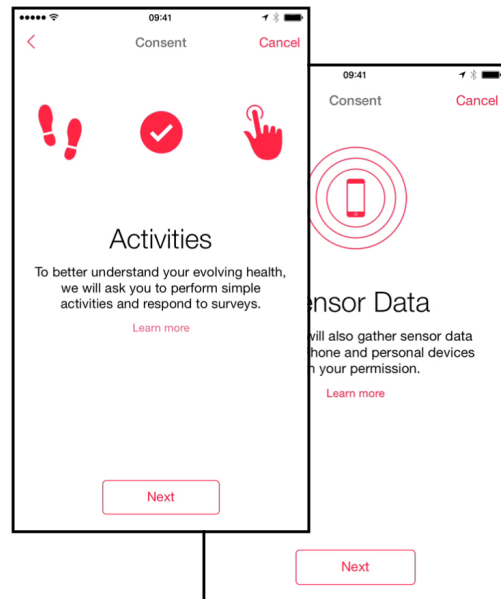 09:41
Consent
Cancel
Activities
To better understand your evolving health,
we will ask you to perform simple
activities and respond to surveys.
Learn more
Next
09:41
Consent
Cancel
Data
will also gather sensor data
and personal devices
your permission.
Learn more
Next